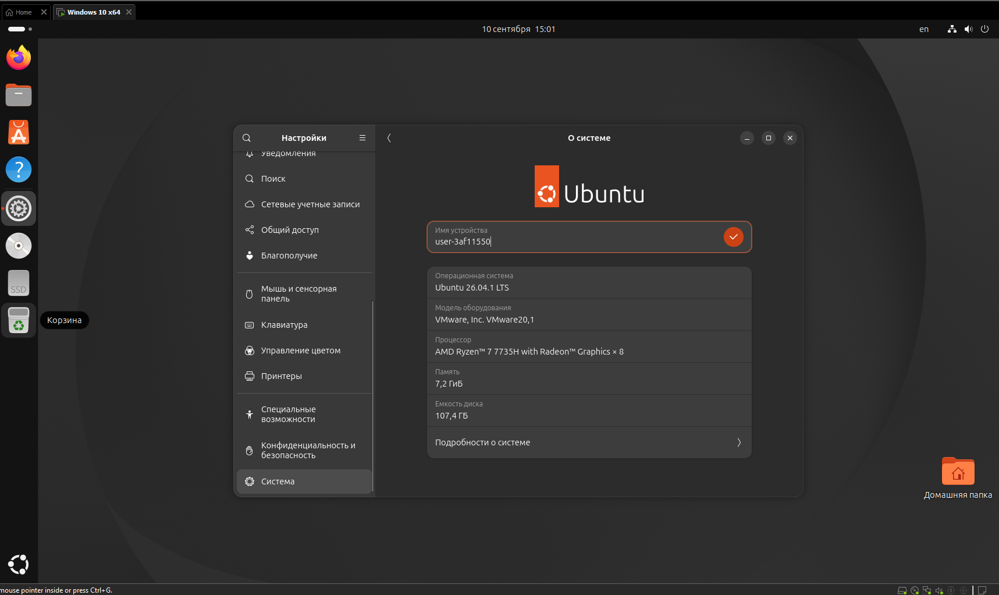 Home
Windows 10 x64
10 сентября 15:01
en
Настройки
О системе
Уведомления
Поиск
Сетевые учетные записи
Общий доступ
Благополучие
Мышь и сенсорная
панель
Клавиатура
Управление цветом
Принтеры
Специальные
возможности
Конфиденциальность и
безопасность
Система
Ubuntu
Имя устройства
user-3af11550
Операционная система
Ubuntu 26.04.1 LTS
Модель оборудования
VMware, Inc. VMware20,1
Процессор
AMD Ryzen™ 7 7735H with Radeon™ Graphics × 8
Память
7,2 ГиБ
Емкость диска
107,4 ГБ
Подробности о системе
SSD
Корзина
Домашняя папка
mouse pointer inside or press Ctrl+G.